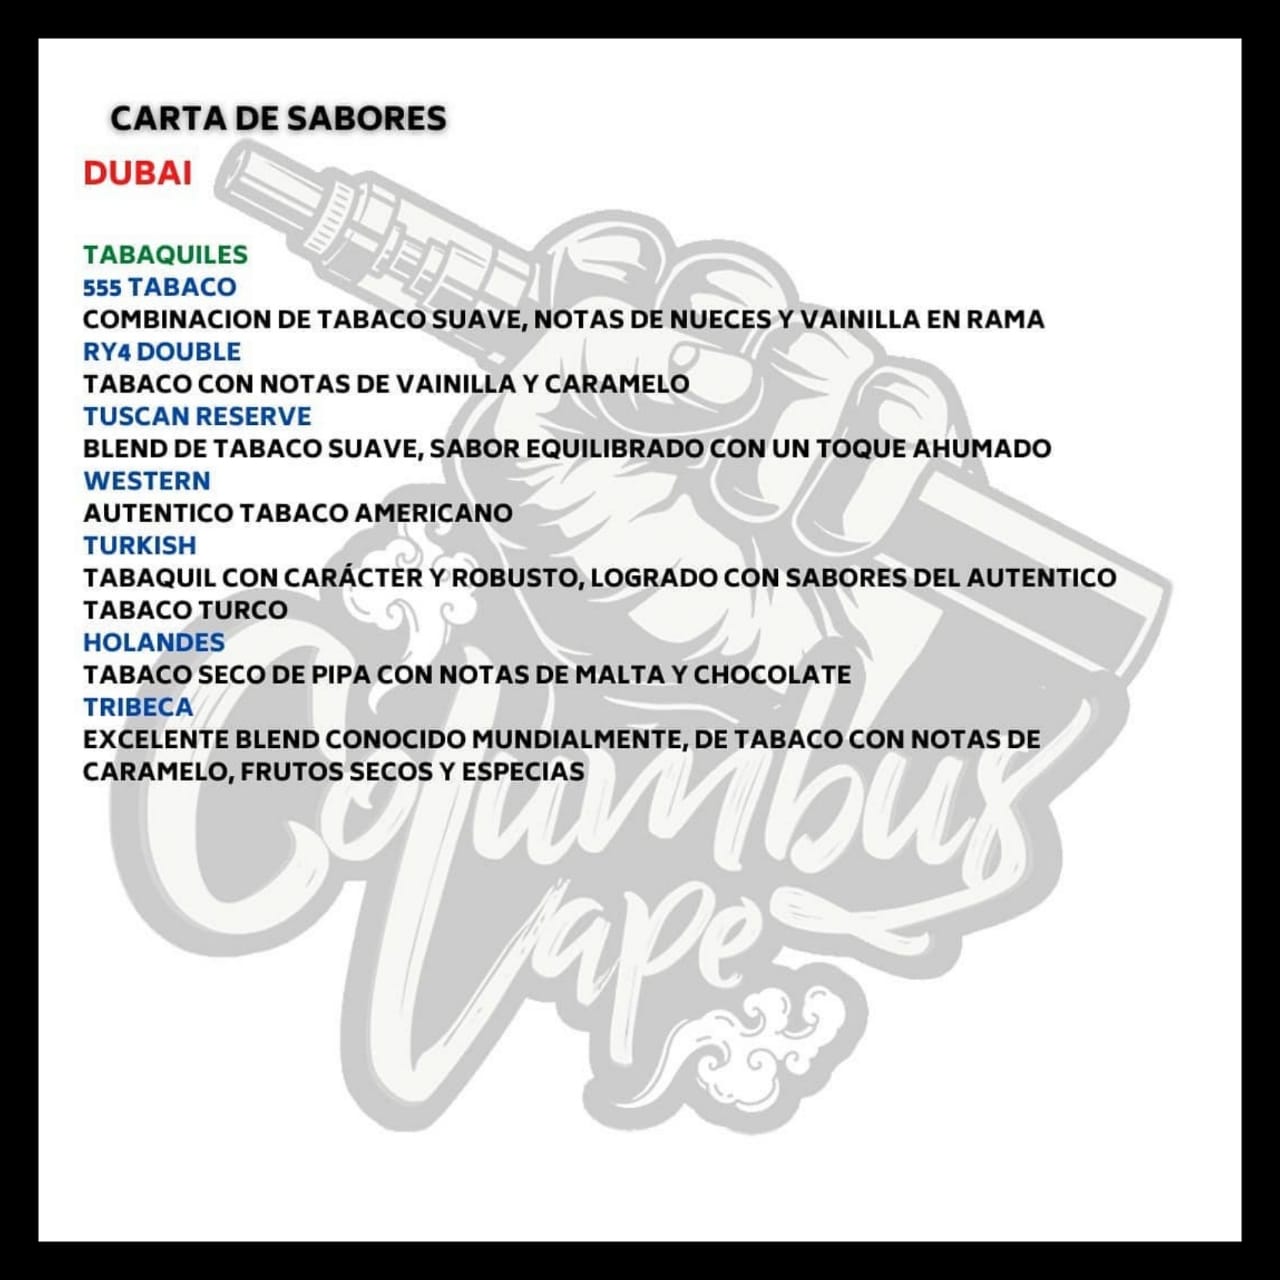 CARTA DE SABORES
DUBAI
TABAQUILES
555 TABACO
COMBINACION DE TABACO SUAVE, NOTAS DE NUECES Y VAINILLA EN RAMA
RY4 DOUBLE
TABACO CON NOTAS DE VAINILLA Y CARAMELO
TUSCAN RESERVE
BLEND DE TABACO SUAVE, SABOR EQUILIBRADO CON UN TOQUE AHUMADO
WESTERN
AUTENTICO TABACO AMERICANO
TURKISH
TABAQUIL CON CARÁCTER Y ROBUSTO, LOGRADO CON SABORES DEL AUTENTICO
TABACO TURCO
HOLANDES
TABACO SECO DE PIPA CON NOTAS DE MALTA Y CHOCOLATE
TRIBECA
EXCELENTE BLEND CONOCIDO MUNDIALMENTE, DE TABACO CON NOTAS DE
CARAMELO, FRUTOS SECOS Y ESPECIAS
Columbus
Vape